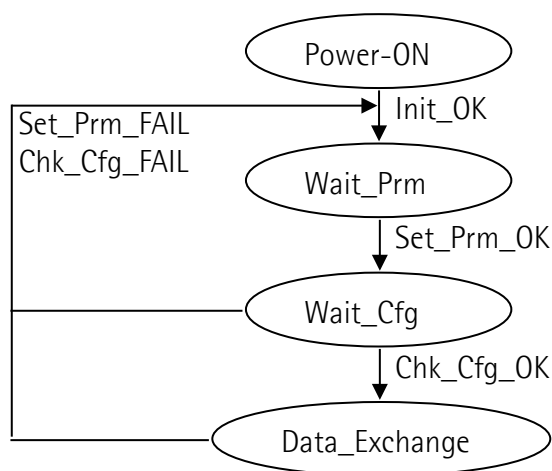 Power-ON
Init_OK
Set_Prm_FAIL
Chk_Cfg_FAIL
Wait_Prm
Set_Prm_OK
Wait_Cfg
Chk_Cfg_OK
Data_Exchange